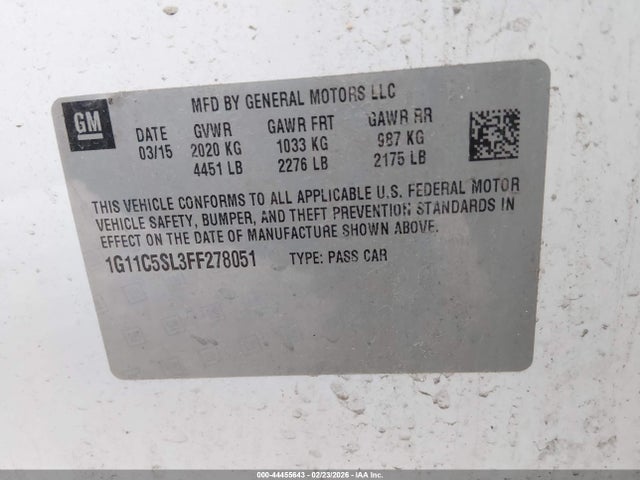 MFD BY GENERAL MOTORS LLC
GM
DATE GVWR GAWR FRT GAWR RR
03/15 2020 KG 1033 KG 987 KG
4451 LB 2276 LB 2175 LB
THIS VEHICLE CONFORMS TO ALL APPLICABLE U.S. FEDERAL MOTOR
VEHICLE SAFETY, BUMPER, AND THEFT PREVENTION STANDARDS IN
EFFECT ON THE DATE OF MANUFACTURE SHOWN ABOVE.
1G11C5SL3FF278051 TYPE: PASS CAR
000-44455643 - 02/23/2026 - IAAI.COM